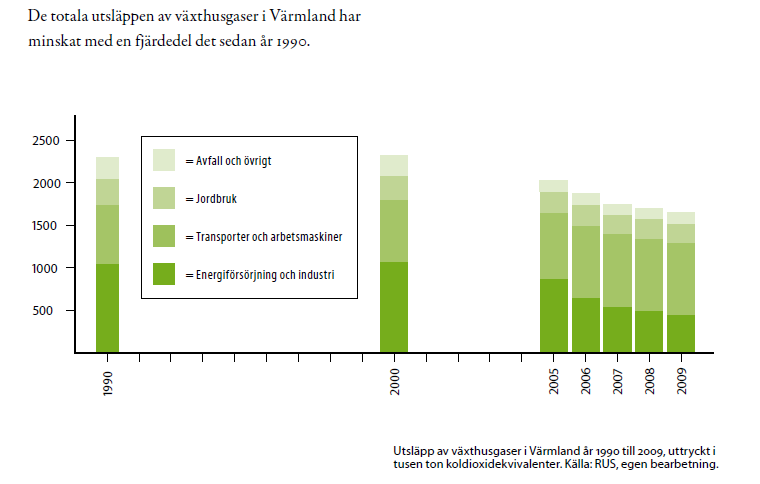 De totala utsläppen av växthusgaser i Värmland har
minskat med en fjärdedel det sedan år 1990.
2500
2000
1500
1000
500
= Avfall och övrigt
= Jordbruk
= Transporter och arbetsmaskiner
= Energiförsörjning och industri
1990
2000
2005
2006
2007
2008
2009
Utsläpp av växthusgaser i Värmland år 1990 till 2009, uttryckt i
tusen ton koldioxidekvivalenter. Källa: RUS, egen bearbetning.